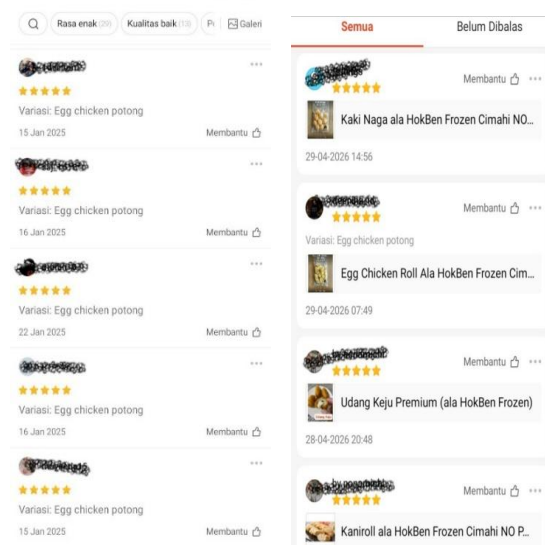 Rasa enak (29)
Kualitas baik (13)
Galeri
Variasi: Egg chicken potong
15 Jan 2025
Membantu
Variasi: Egg chicken potong
16 Jan 2025
Membantu
Variasi: Egg chicken potong
22 Jan 2025
Membantu
Variasi: Egg chicken potong
16 Jan 2025
Membantu
Variasi: Egg chicken potong
15 Jan 2025
Membantu
Semua
Belum Dibalas
Membantu
Kaki Naga ala HokBen Frozen Cimahi NO...
29-04-2026 14:56
Membantu
Variasi: Egg chicken potong
Egg Chicken Roll Ala HokBen Frozen Cim...
29-04-2026 07:49
Membantu
Udang Keju Premium (ala HokBen Frozen)
28-04-2026 20:48
Membantu
Kaniroll ala HokBen Frozen Cimahi NO P...